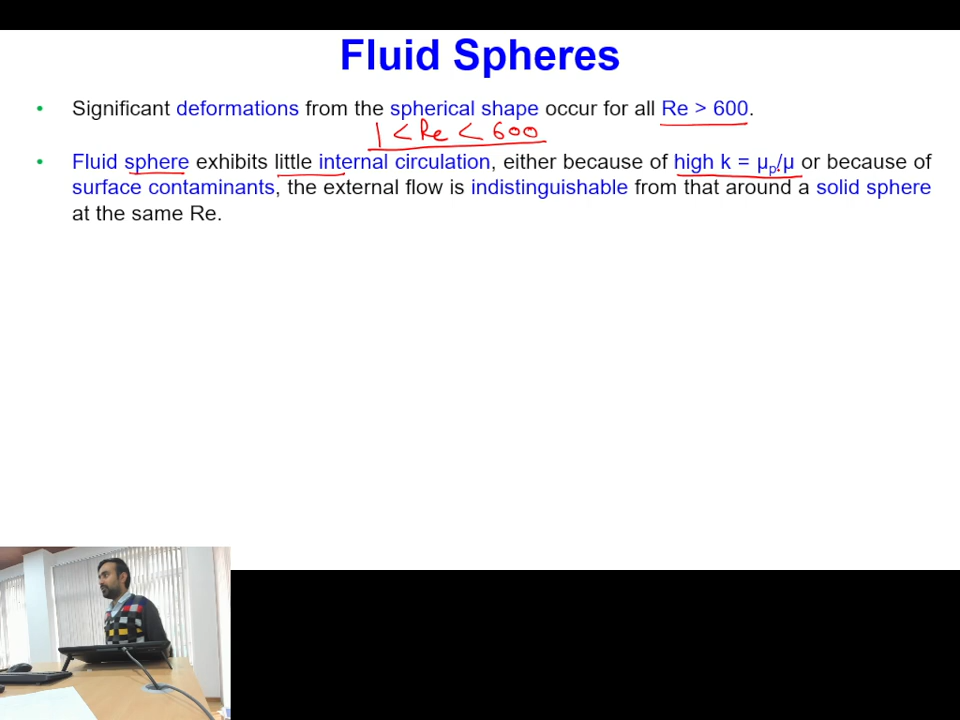 Fluid Spheres
• Significant deformations from the spherical shape occur for all Re > 600.
1 < Re < 600
• Fluid sphere exhibits little internal circulation, either because of high k = μp/μ or because of
surface contaminants, the external flow is indistinguishable from that around a solid sphere
at the same Re.